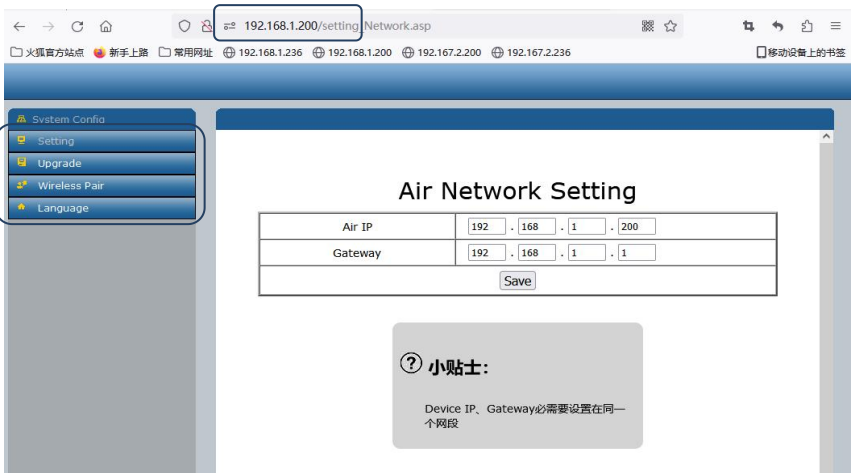 192.168.1.200/setting_Network.asp
火狐官方站点 新手上路 常用网址 192.168.1.236 192.168.1.200 192.167.2.200 192.167.2.236 移动设备上的书签
System Config
Setting
Upgrade
Wireless Pair
Language
Air Network Setting
Air IP 192 . 168 . 1 . 200
Gateway 192 . 168 . 1 . 1
Save
? 小贴士：
Device IP、Gateway必需要设置在同一
个网段